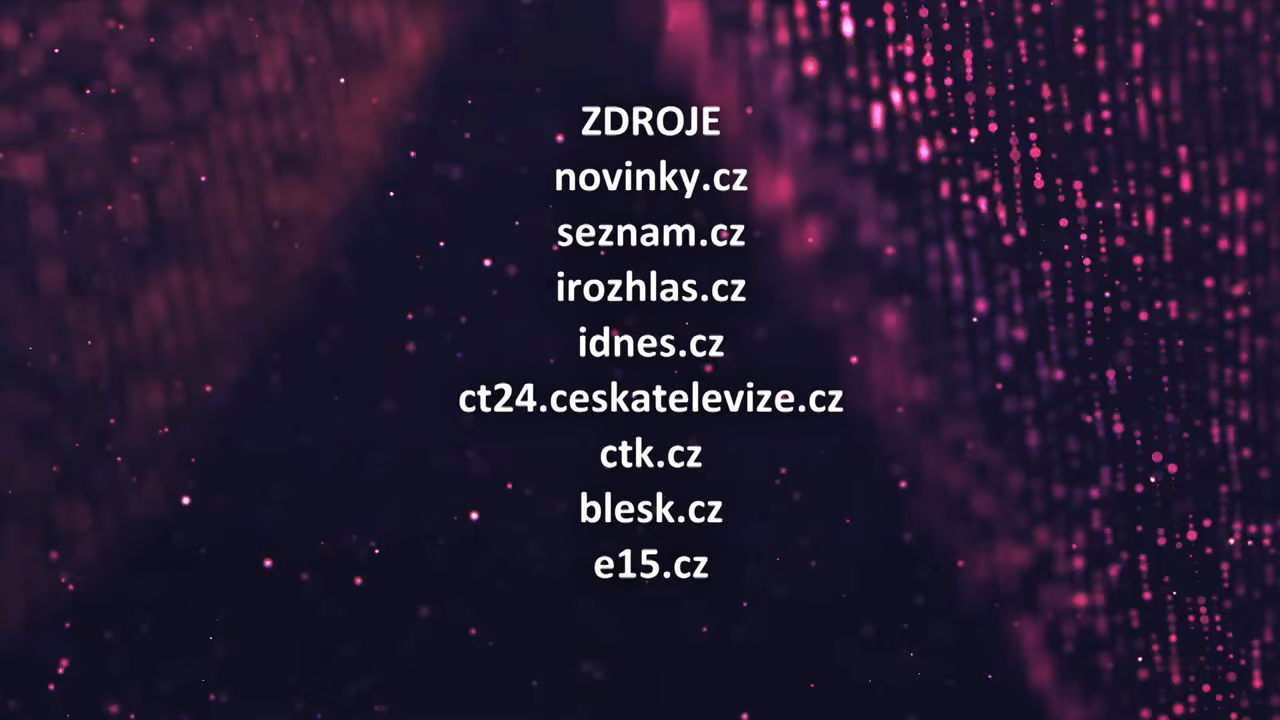 ZDROJE
novinky.cz
seznam.cz
irozhlas.cz
idnes.cz
ct24.ceskatelevize.cz
ctk.cz
blesk.cz
e15.cz